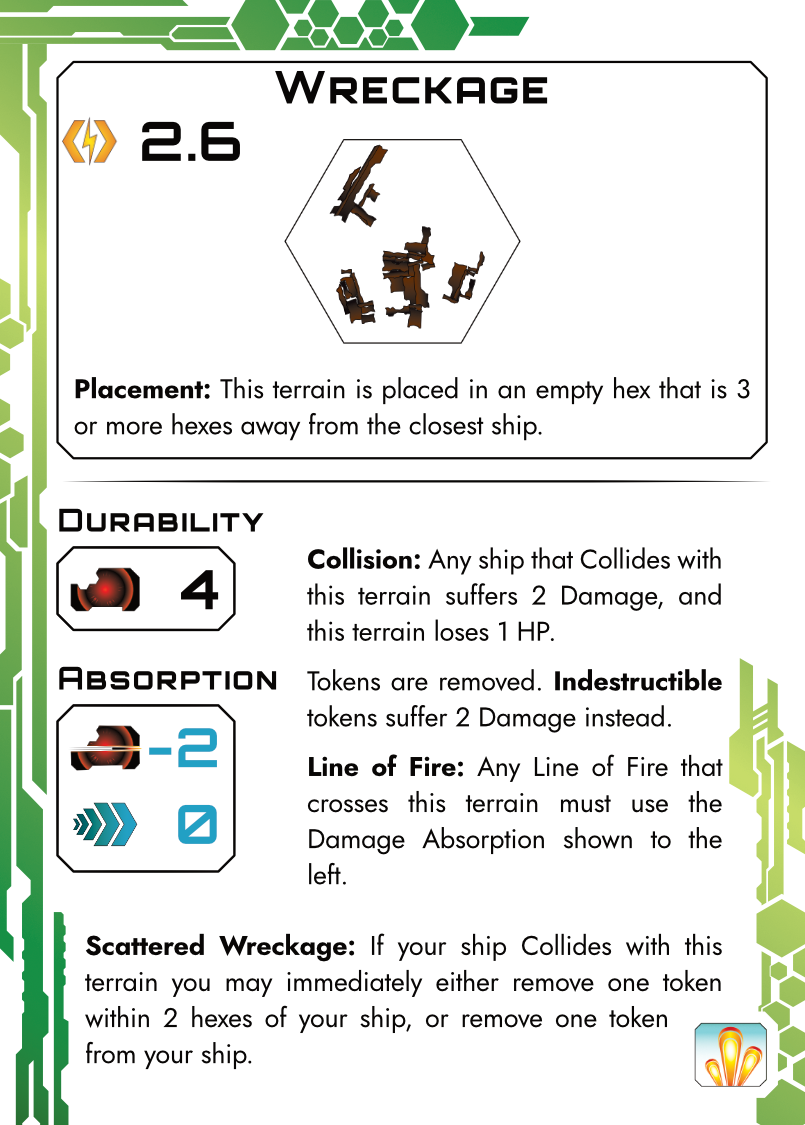 WRECKAGE
2.6
Placement: This terrain is placed in an empty hex that is 3
or more hexes away from the closest ship.
DURABILITY
4
Collision: Any ship that Collides with
this terrain suffers 2 Damage, and
this terrain loses 1 HP.
ABSORPTION
-2
0
Tokens are removed. Indestructible
tokens suffer 2 Damage instead.
Line of Fire: Any Line of Fire that
crosses this terrain must use the
Damage Absorption shown to the
left.
Scattered Wreckage: If your ship Collides with this
terrain you may immediately either remove one token
within 2 hexes of your ship, or remove one token
from your ship.